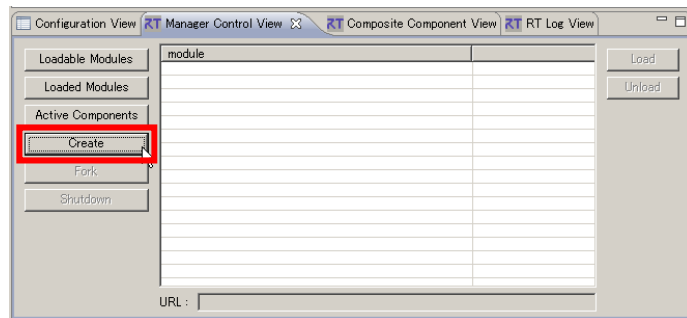 Configuration View RT Manager Control View RT Composite Component View RT RT Log View
Loadable Modules module Load
Loaded Modules Unload
Active Components
Create
Fork
Shutdown
URL :